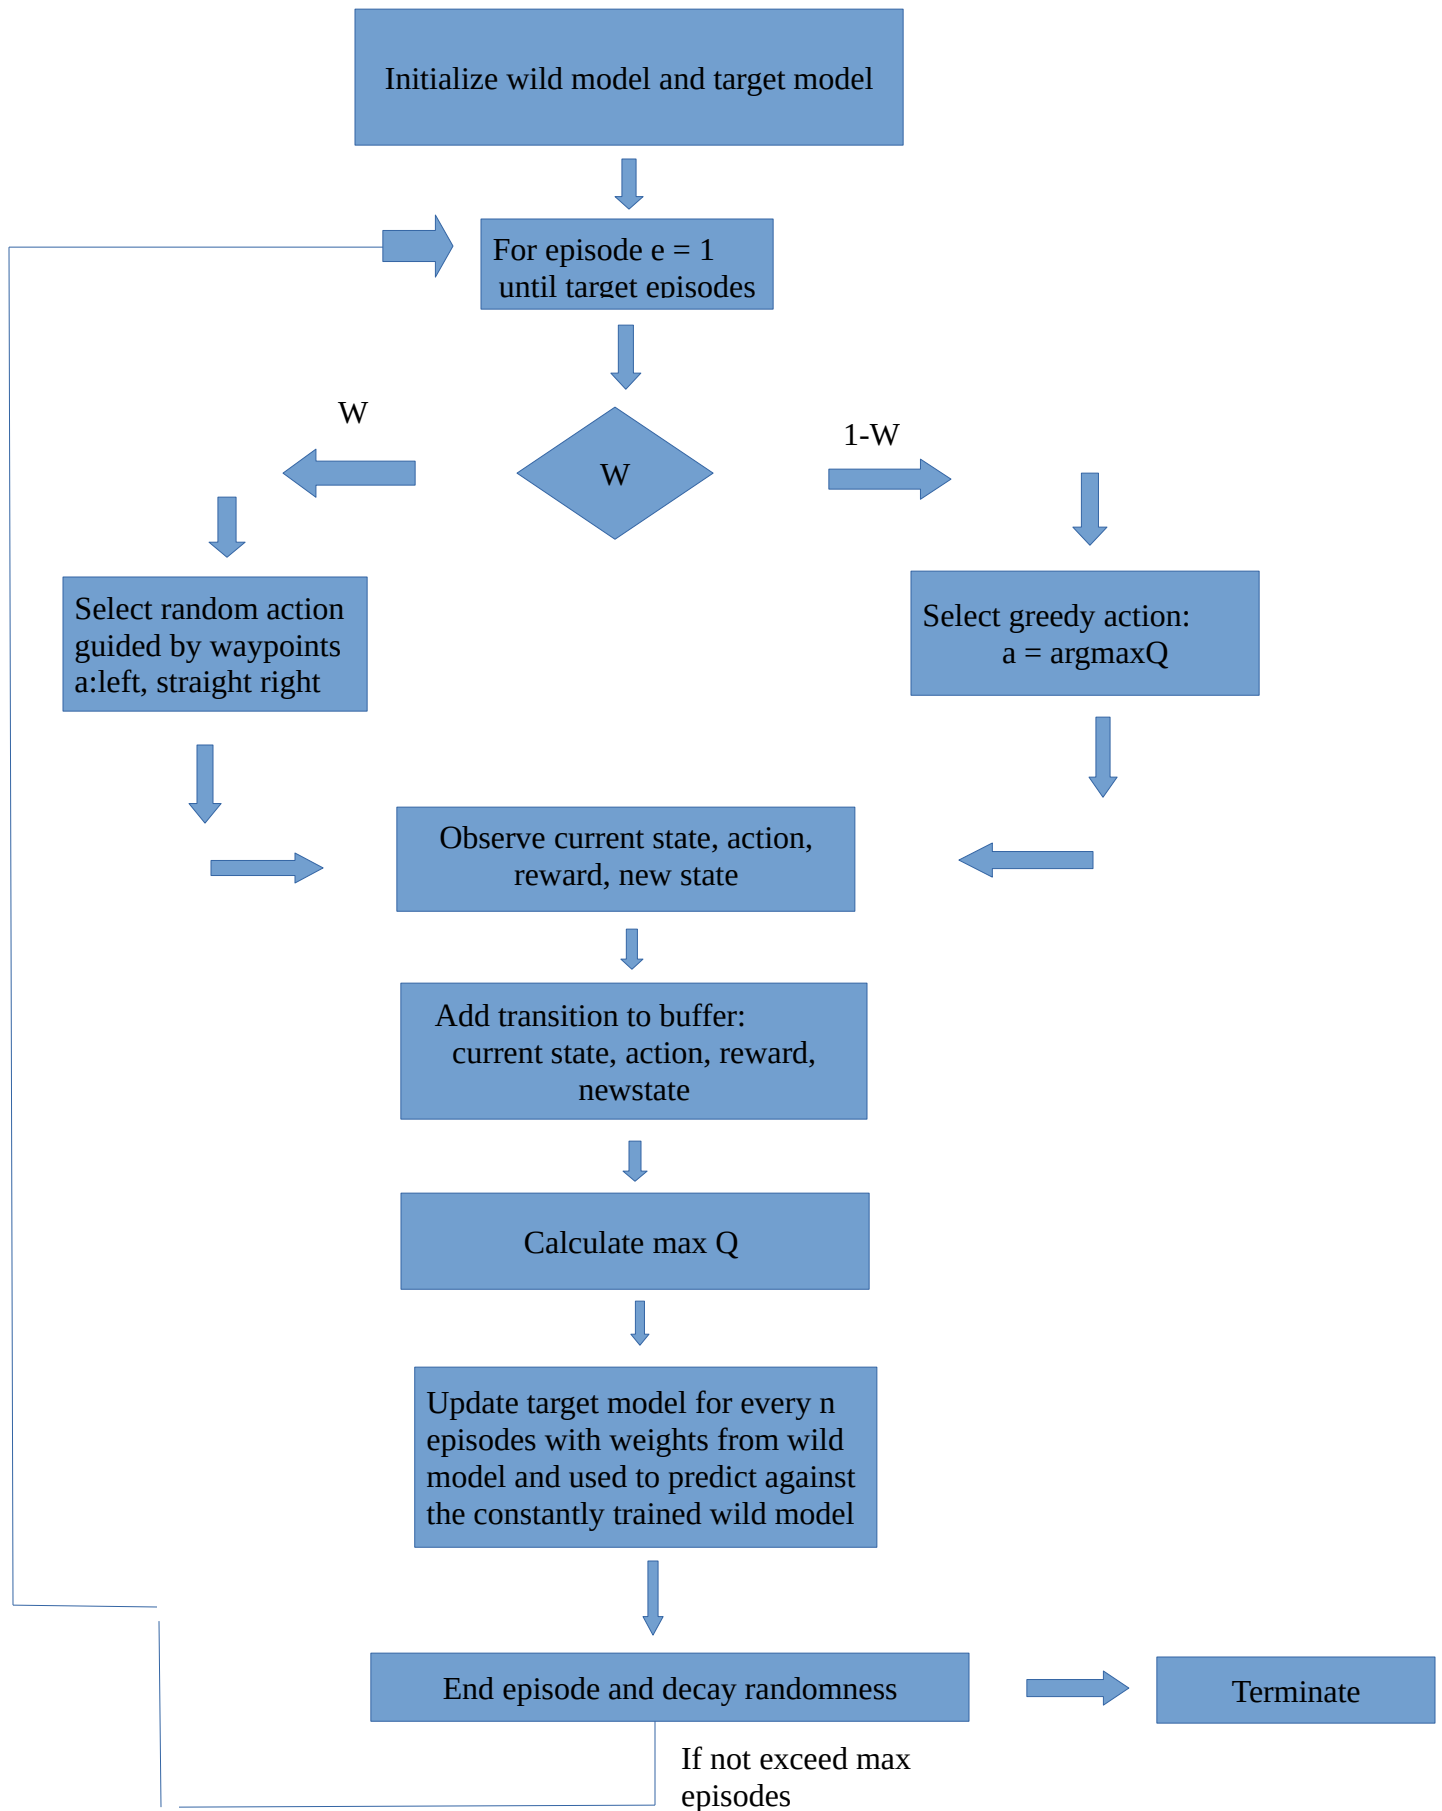 Initialize wild model and target model
For episode e = 1
until target episodes
W
1-W
W
Select random action
guided by waypoints
a:left, straight right
Select greedy action:
a = argmaxQ
Observe current state, action,
reward, new state
Add transition to buffer:
current state, action, reward,
newstate
Calculate max Q
Update target model for every n
episodes with weights from wild
model and used to predict against
the constantly trained wild model
End episode and decay randomness
Terminate
If not exceed max
episodes